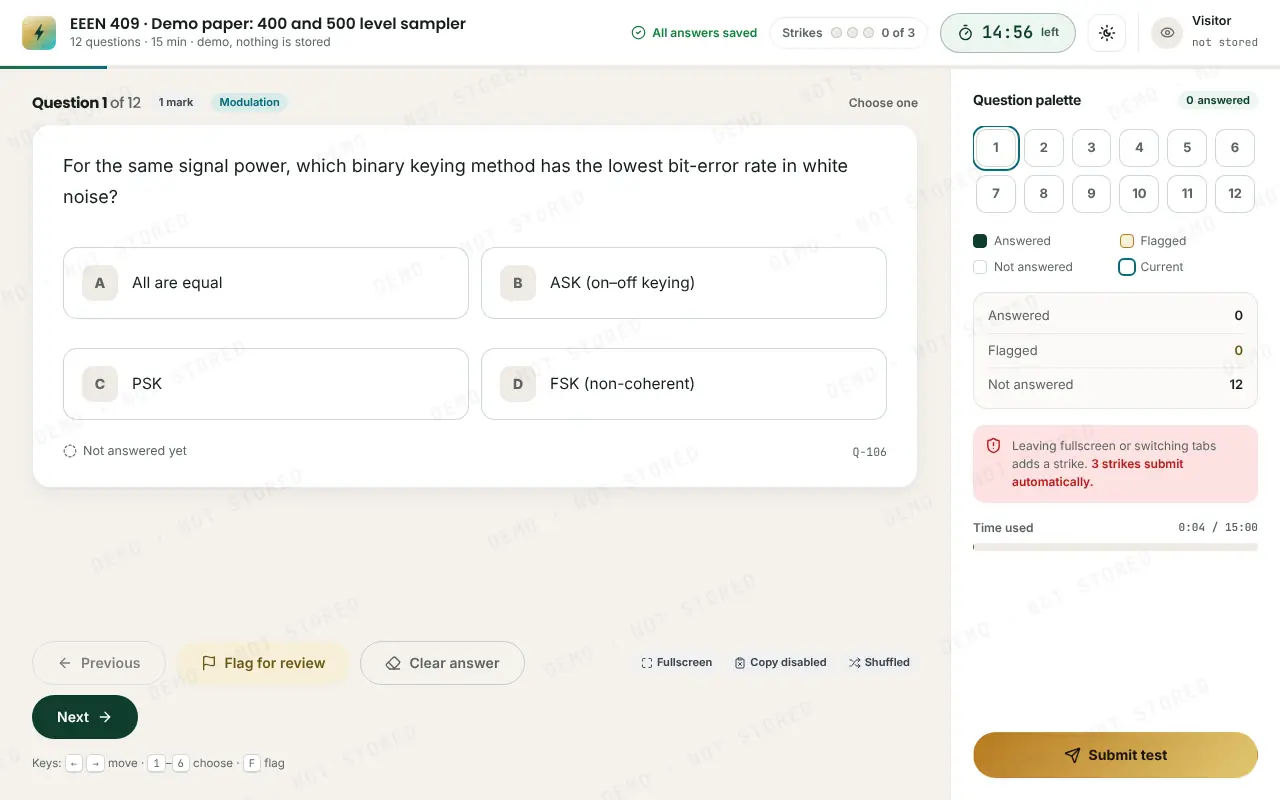 EEEN 409 · Demo paper: 400 and 500 level sampler
12 questions · 15 min · demo, nothing is stored
All answers saved
Strikes 0 of 3
14:56 left
Visitor
not stored
Question 1 of 12 1 mark Modulation Choose one
For the same signal power, which binary keying method has the lowest bit-error rate in white
noise?
A All are equal
B ASK (on–off keying)
C PSK
D FSK (non-coherent)
Not answered yet Q-106
Previous Flag for review Clear answer Fullscreen Copy disabled Shuffled
Next →
Keys: ← → move · 1 – 6 choose · F flag
Question palette 0 answered
1 2 3 4 5 6
7 8 9 10 11 12
Answered Flagged
Not answered Current
Answered 0
Flagged 0
Not answered 12
Leaving fullscreen or switching tabs
adds a strike. 3 strikes submit
automatically.
Time used 0:04 / 15:00
Submit test
DEMO · NOT STORED